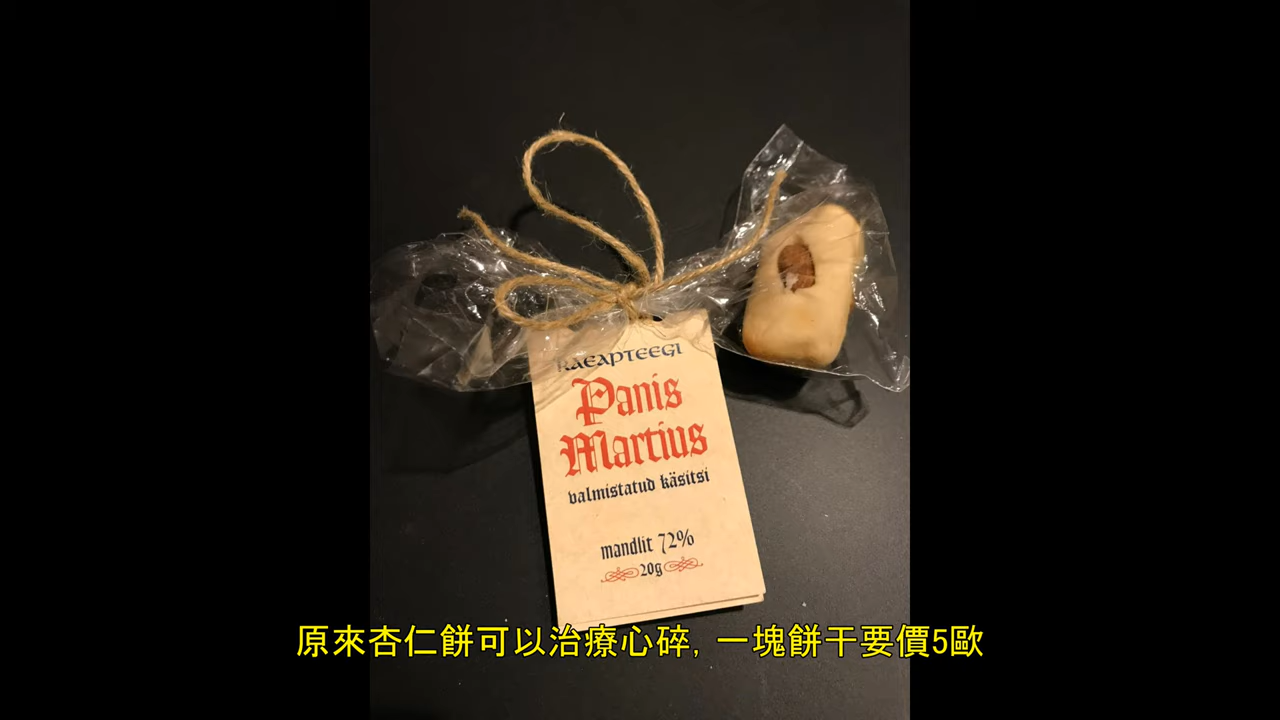 RAEAPTEEGI
Panis
Martius
valmistatud käsitsi
mandlit 72%
20g
原來杏仁餅可以治療心碎, 一塊餅干要價5歐